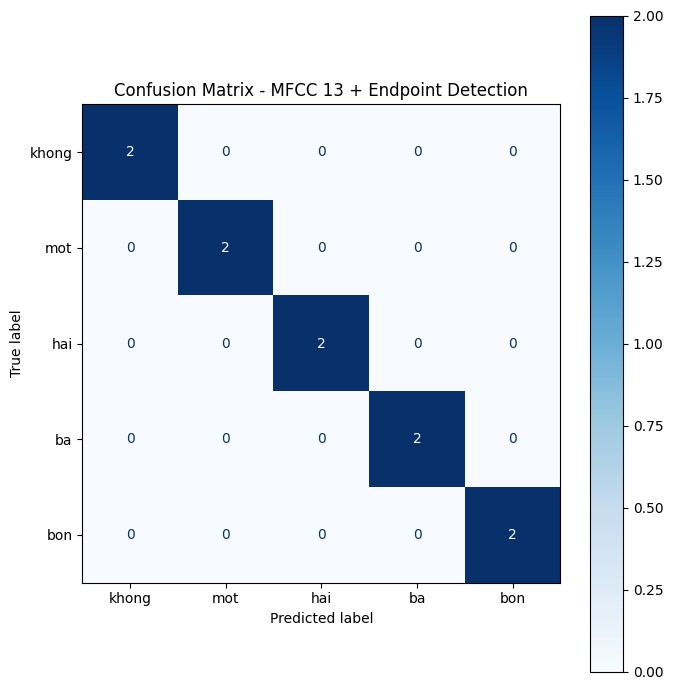 Confusion Matrix - MFCC 13 + Endpoint Detection
True label
khong 2 0 0 0 0
mot 0 2 0 0 0
hai 0 0 2 0 0
ba 0 0 0 2 0
bon 0 0 0 0 2
khong mot hai ba bon
Predicted label
2.00
1.75
1.50
1.25
1.00
0.75
0.50
0.25
0.00